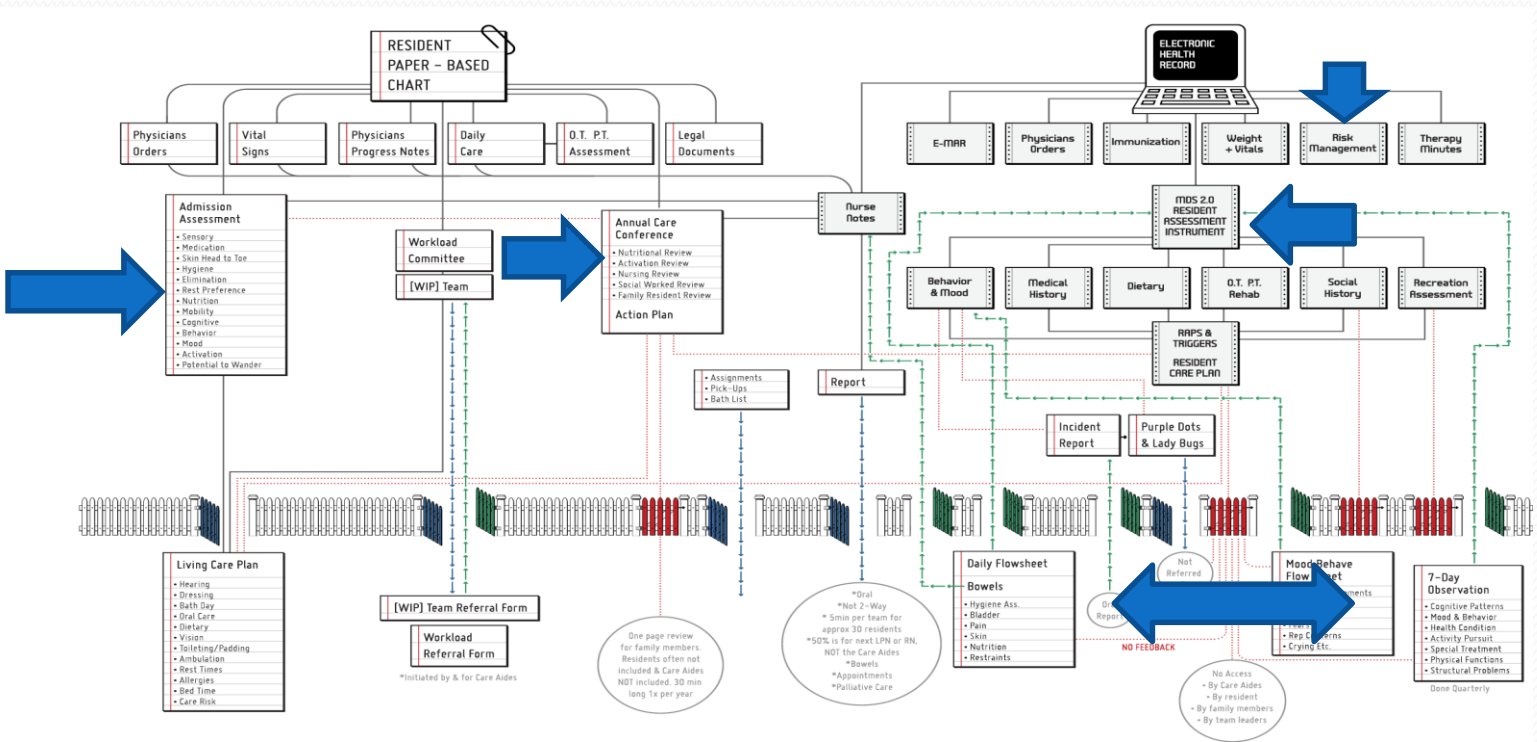 RESIDENT
PAPER – BASED
CHART
ELECTRONIC
HEALTH
RECORD
Physicians
Orders
Vital
Signs
Physicians
Progress Notes
Daily
Care
O.T. P.T.
Assessment
Legal
Documents
E-MAR
Physicians
Orders
Immunization
Weight
+ Vitals
Risk
Management
Therapy
Minutes
Admission
Assessment
• Sensory
• Medication
• Skin Head to Toe
• Hygiene
• Elimination
• Rest Preference
• Nutrition
• Mobility
• Cognitive
• Behavior
• Mood
• Activation
• Potential to Wander
Workload
Committee
[WIP] Team
Annual Care
Conference
• Nutritional Review
• Activation Review
• Nursing Review
• Social Worked Review
• Family Resident Review
Action Plan
Nurse
Notes
MDS 2.0
RESIDENT
ASSESSMENT
INSTRUMENT
Behavior
& Mood
Medical
History
Dietary
O.T. P.T.
Rehab
Social
History
Recreation
Assessment
RAPS &
TRIGGERS
RESIDENT
CARE PLAN
• Assignments
• Pick-Ups
• Bath List
Report
Incident
Report
Purple Dots
& Lady Bugs
Living Care Plan
• Hearing
• Dressing
• Bath Day
• Oral Care
• Dietary
• Vision
• Toileting/Padding
• Ambulation
• Rest Times
• Allergies
• Bed Time
• Care Risk
[WIP] Team Referral Form
Workload
Referral Form
*Initiated by & for Care Aides
One page review
for family members.
Residents often not
included & Care Aides
NOT included. 30 min
long 1x per year
*Oral
*Not 2-Way
* 5min per team for
approx 30 residents
*50% is for next LPN or RN,
NOT the Care Aides
*Bowels
*Appointments
*Palliative Care
Daily Flowsheet
Bowels
• Hygiene Ass.
• Bladder
• Pain
• Skin
• Nutrition
• Restraints
Not
Referred
Report
NO FEEDBACK
Mood Behave
• Rep
• Crying Etc.
No Access
• By Care Aides
• By resident
• By family members
• By team leaders
7-Day
Observation
• Cognitive Patterns
• Mood & Behavior
• Health Condition
• Activity Pursuit
• Special Treatment
• Physical Functions
• Structural Problems
Done Quarterly